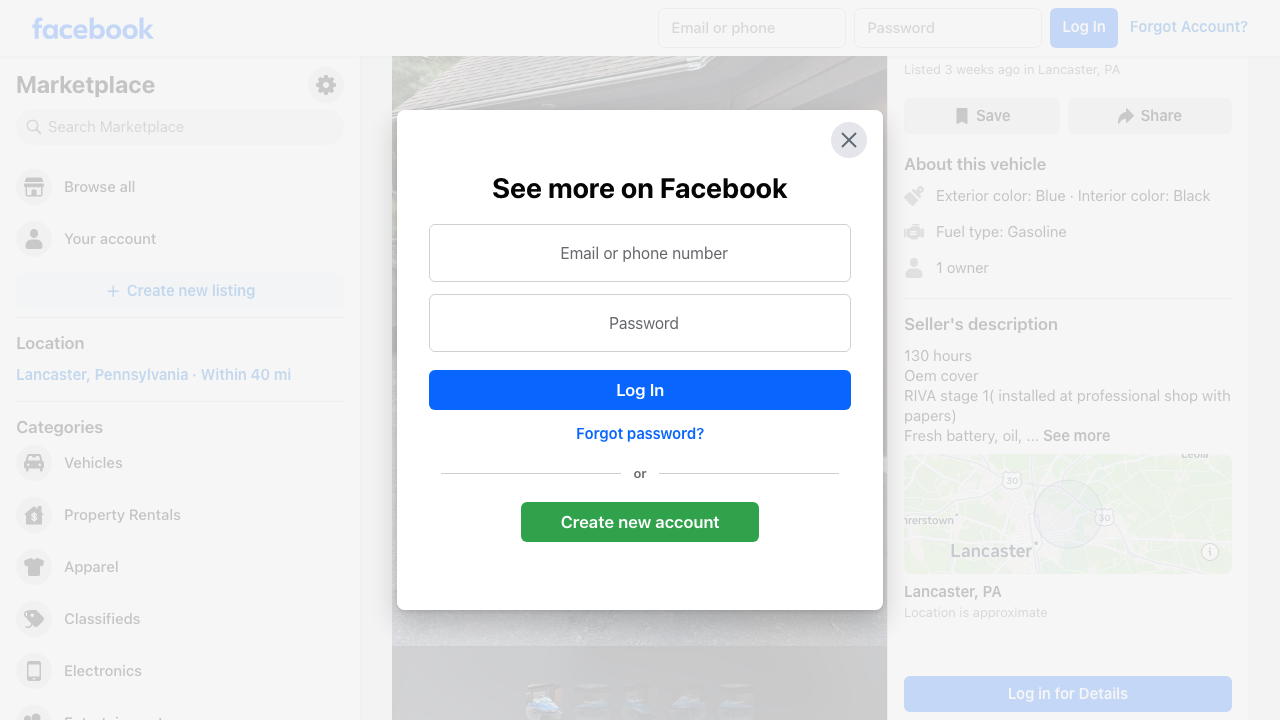 facebook
Email or phone
Password
Log In
Forgot Account?
Marketplace
Search Marketplace
Browse all
Your account
Create new listing
Location
Lancaster, Pennsylvania · Within 40 mi
Categories
Vehicles
Property Rentals
Apparel
Classifieds
Electronics
See more on Facebook
Email or phone number
Password
Log In
Forgot password?
or
Create new account
Listed 3 weeks ago in Lancaster, PA
Save
Share
About this vehicle
Exterior color: Blue · Interior color: Black
Fuel type: Gasoline
1 owner
Seller's description
130 hours
Oem cover
RIVA stage 1( installed at professional shop with
papers)
Fresh battery, oil, ... See more
30
30
Lancaster
Lancaster, PA
Location is approximate
Log in for Details